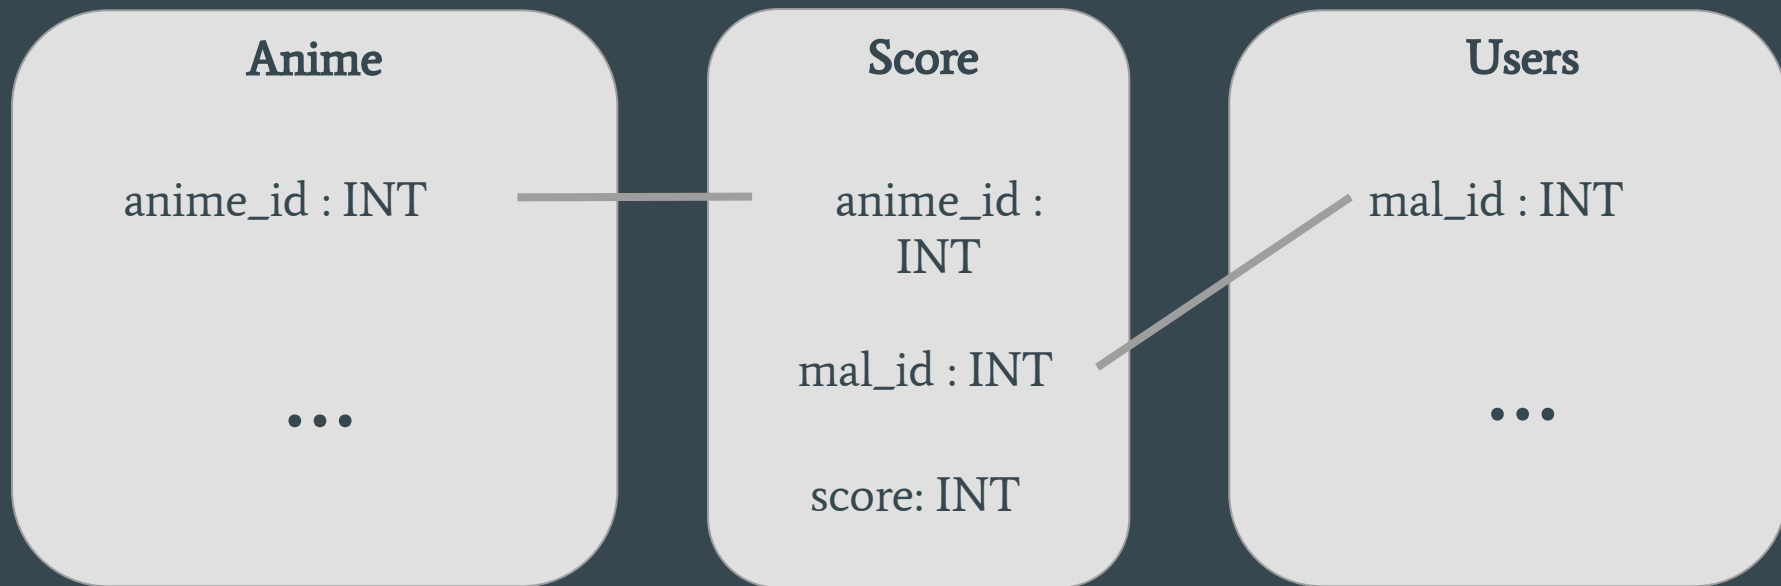 Anime
anime_id : INT
...
Score
anime_id :
INT
mal_id : INT
score: INT
Users
mal_id : INT
...